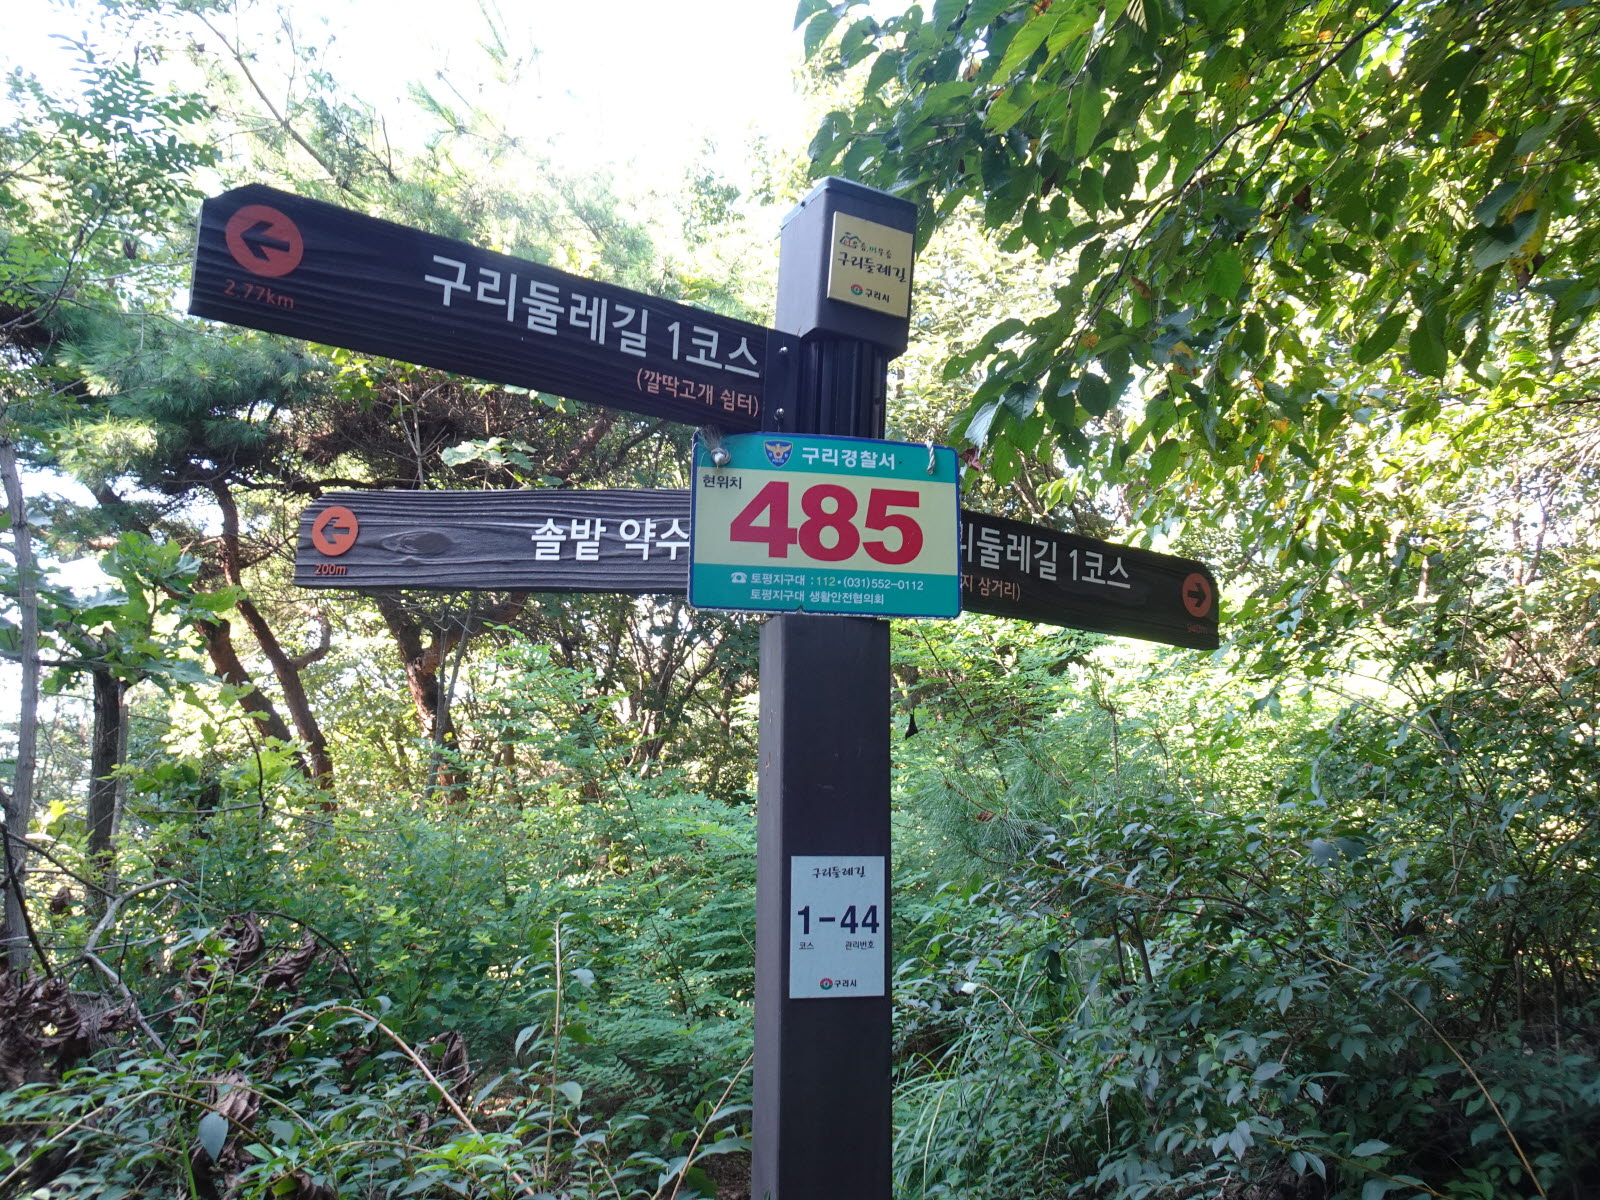 2.77km
구리둘레길 1코스
(깔딱고개 쉼터)
구리둘레길
구리시
구리경찰서
현위치
485
☎ 토평지구대 : 112•(031)552-0112
토평지구대 생활안전협의회
200m
솔밭 약수
리둘레길 1코스
지 삼거리)
940m
구리둘레길
1-44
코스 관리번호
구리시